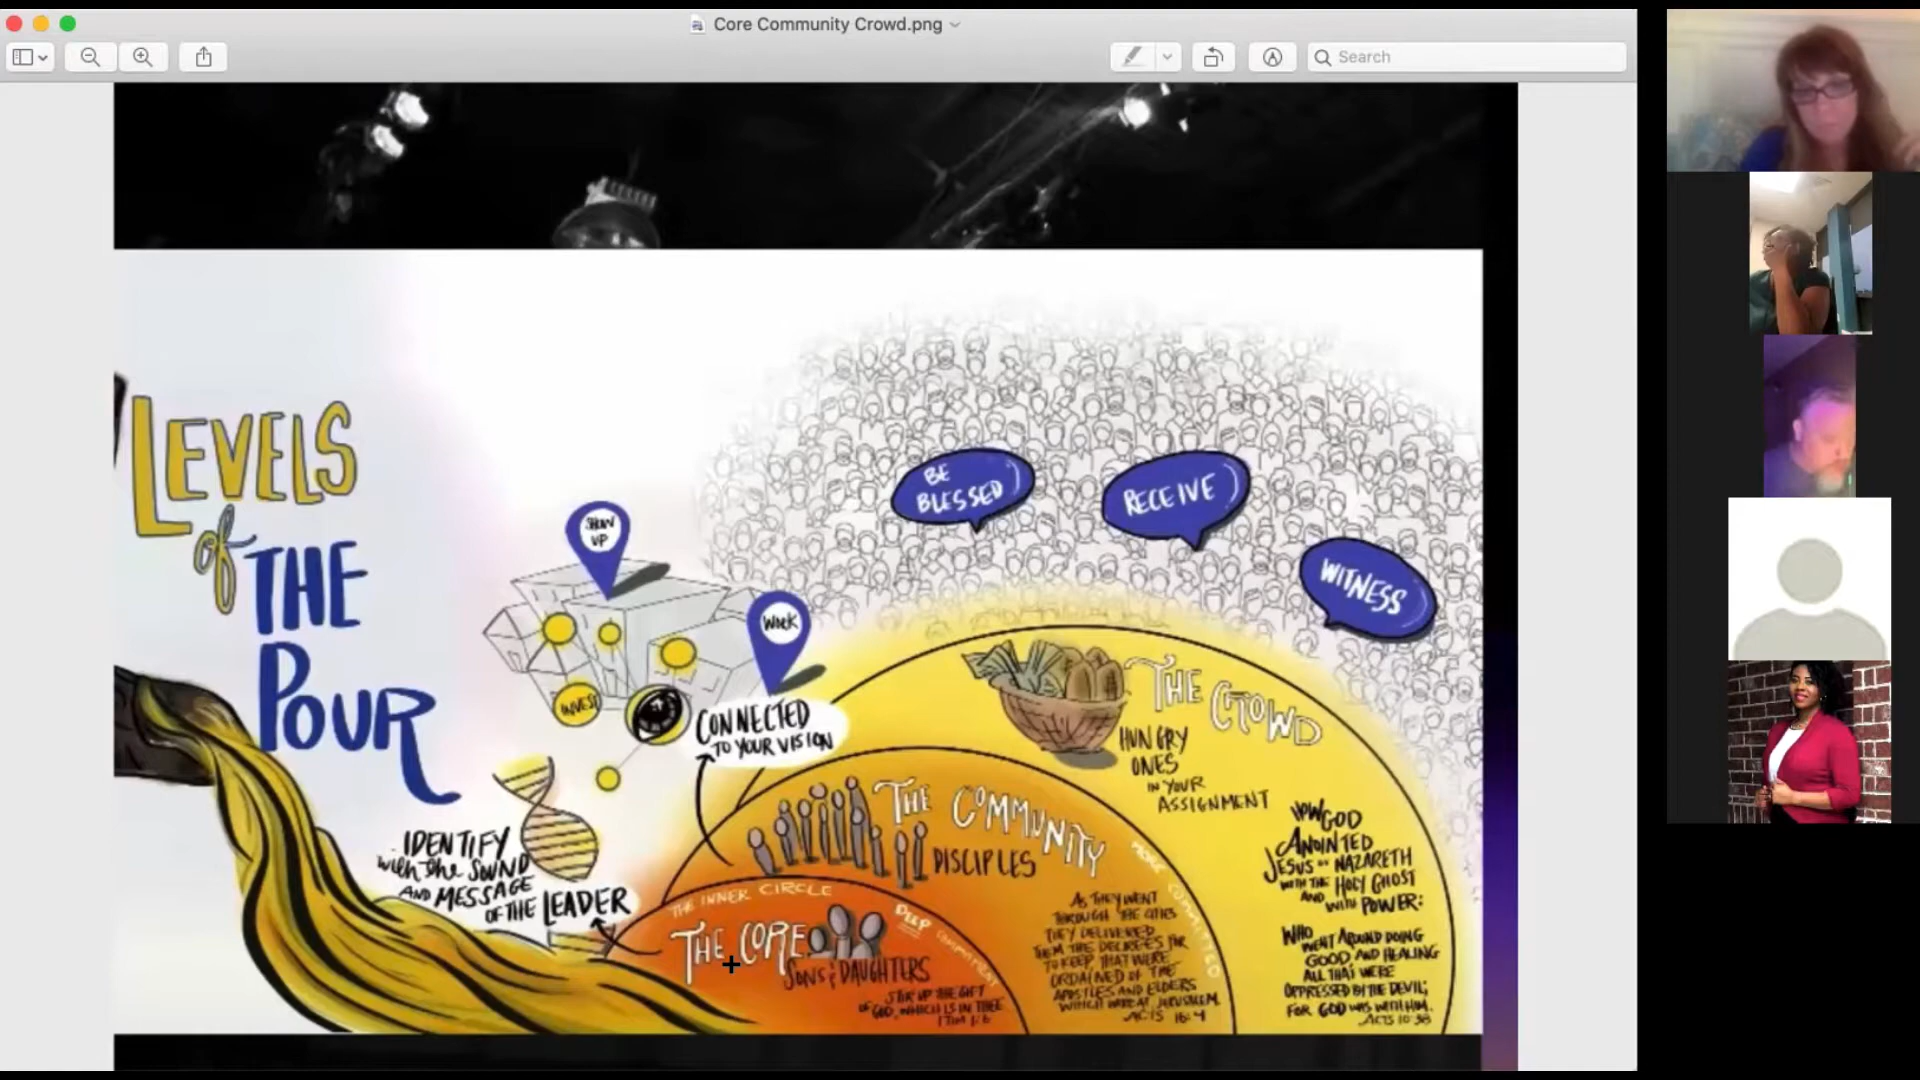 Core Community Crowd.png
Search
LEVELS
of THE
POUR
BE
BLESSED
RECEIVE
WITNESS
SHOW
UP
WORK
INVEST
CONNECTED
TO YOUR VISION
IDENTIFY
with the SOUND
AND MESSAGE
OF THE LEADER
THE CROWD
HUNGRY
ONES
IN YOUR
ASSIGNMENT
HOW GOD
ANOINTED
JESUS OF NAZARETH
WITH THE HOLY GHOST
AND WITH POWER:
WHO
WENT AROUND DOING
GOOD AND HEALING
ALL THAT WERE
OPPRESSED BY THE DEVIL;
FOR GOD WAS WITH HIM.
ACTS 10:38
THE COMMUNITY
DISCIPLES
MORE COMMITTED
AS THEY WENT
THROUGH THE CITIES
THEY DELIVERED
THEM THE DECREES FOR
TO KEEP THAT WERE
ORDAINED OF THE
APOSTLES AND ELDERS
WHICH WERE AT JERUSALEM.
ACTS 16:4
THE INNER CIRCLE
DEEP COMMITMENT
THE CORE
SONS & DAUGHTERS
STIR UP THE GIFT
OF GOD, WHICH IS IN THEE
1 TIM 1:6